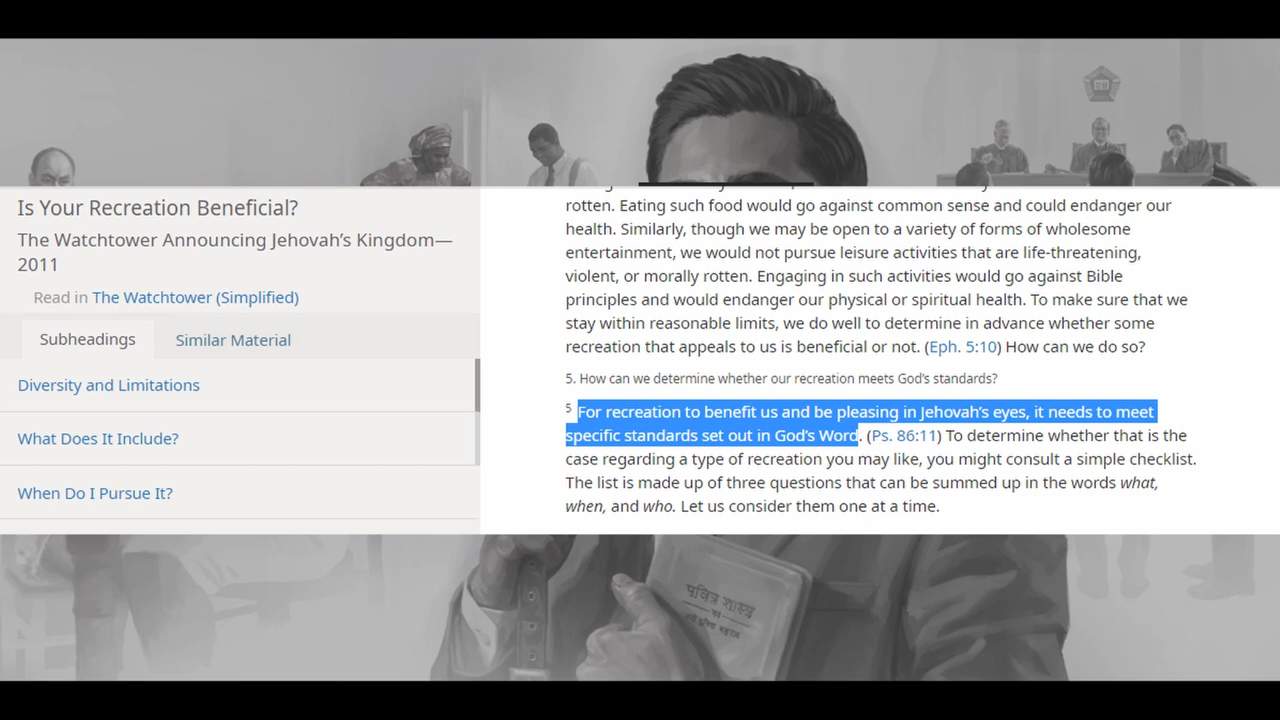 Is Your Recreation Beneficial?
The Watchtower Announcing Jehovah’s Kingdom—
2011
Read in The Watchtower (Simplified)
Subheadings
Similar Material
Diversity and Limitations
What Does It Include?
When Do I Pursue It?
rotten. Eating such food would go against common sense and could endanger our
health. Similarly, though we may be open to a variety of forms of wholesome
entertainment, we would not pursue leisure activities that are life-threatening,
violent, or morally rotten. Engaging in such activities would go against Bible
principles and would endanger our physical or spiritual health. To make sure that we
stay within reasonable limits, we do well to determine in advance whether some
recreation that appeals to us is beneficial or not. (Eph. 5:10) How can we do so?
5. How can we determine whether our recreation meets God’s standards?
5 For recreation to benefit us and be pleasing in Jehovah’s eyes, it needs to meet
specific standards set out in God’s Word. (Ps. 86:11) To determine whether that is the
case regarding a type of recreation you may like, you might consult a simple checklist.
The list is made up of three questions that can be summed up in the words what,
when, and who. Let us consider them one at a time.
पवित्र शास्त्र